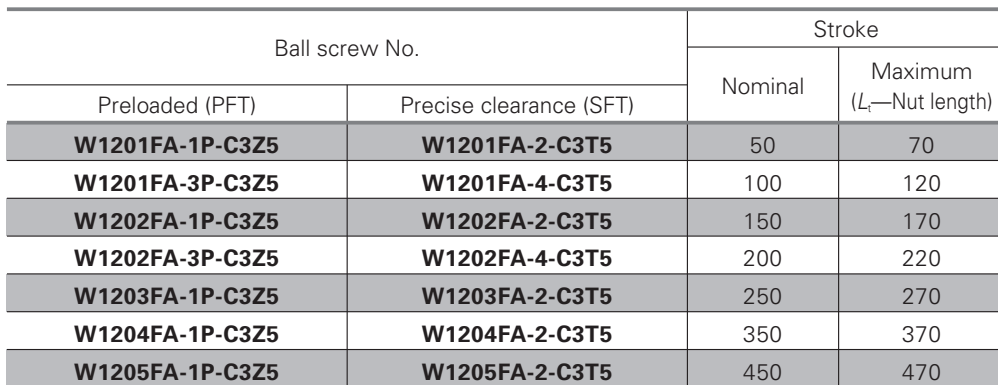 Ball screw No. Stroke
Preloaded (PFT) Precise clearance (SFT) Nominal Maximum
(Lt—Nut length)
W1201FA-1P-C3Z5 W1201FA-2-C3T5 50 70
W1201FA-3P-C3Z5 W1201FA-4-C3T5 100 120
W1202FA-1P-C3Z5 W1202FA-2-C3T5 150 170
W1202FA-3P-C3Z5 W1202FA-4-C3T5 200 220
W1203FA-1P-C3Z5 W1203FA-2-C3T5 250 270
W1204FA-1P-C3Z5 W1204FA-2-C3T5 350 370
W1205FA-1P-C3Z5 W1205FA-2-C3T5 450 470